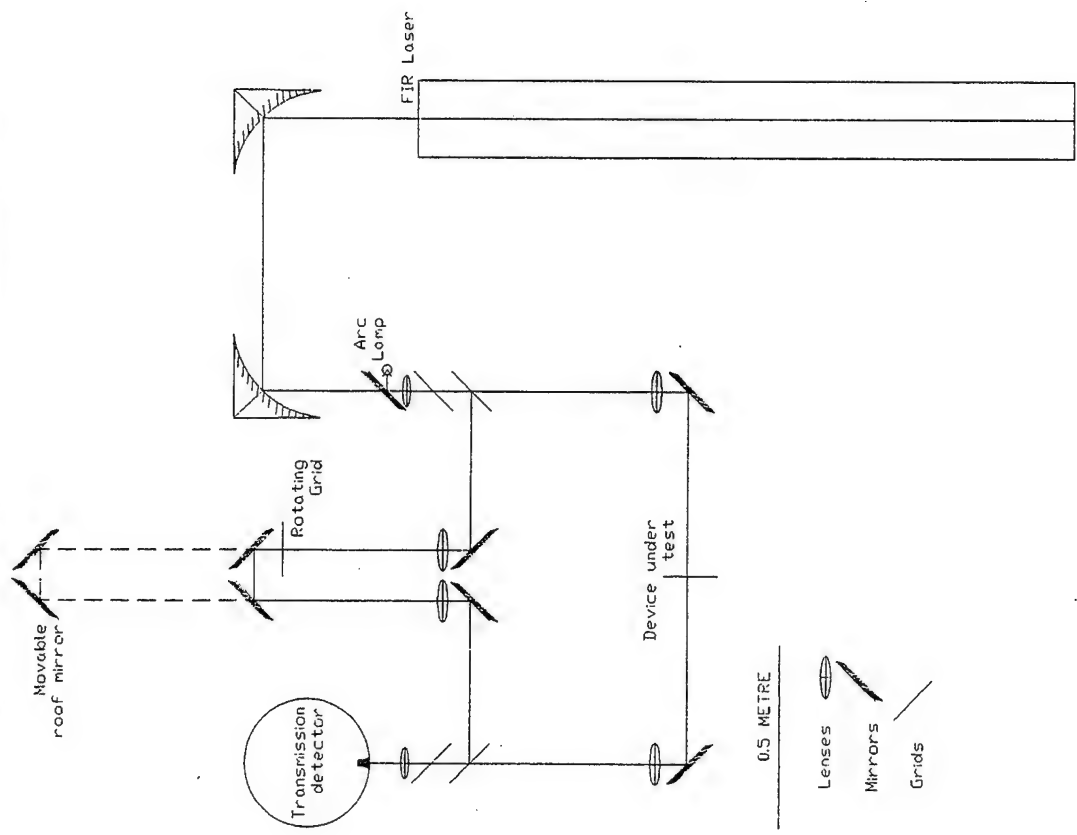 Movable
roof mirror
FIR Laser
Arc
Lamp
Rotating
Grid
Transmission
detector
Device under
test
0.5 METRE
Lenses
Mirrors
Grids